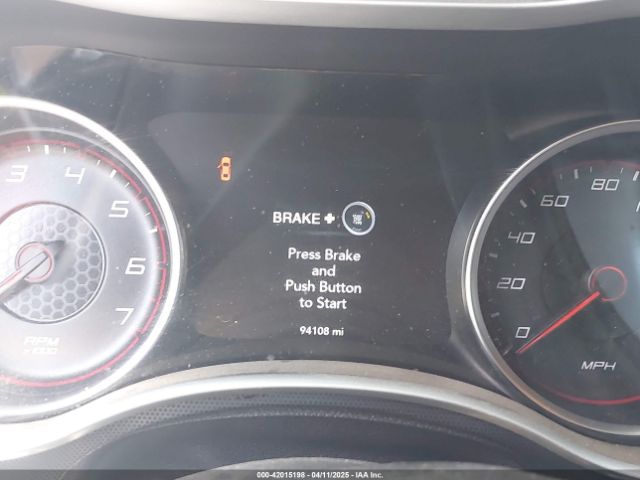 3
4
5
6
7
RPM
x1000
BRAKE +
Press Brake
and
Push Button
to Start
94108 mi
0
20
40
60
80
MPH
000-42015198 - 04/11/2025 - IAA Inc.